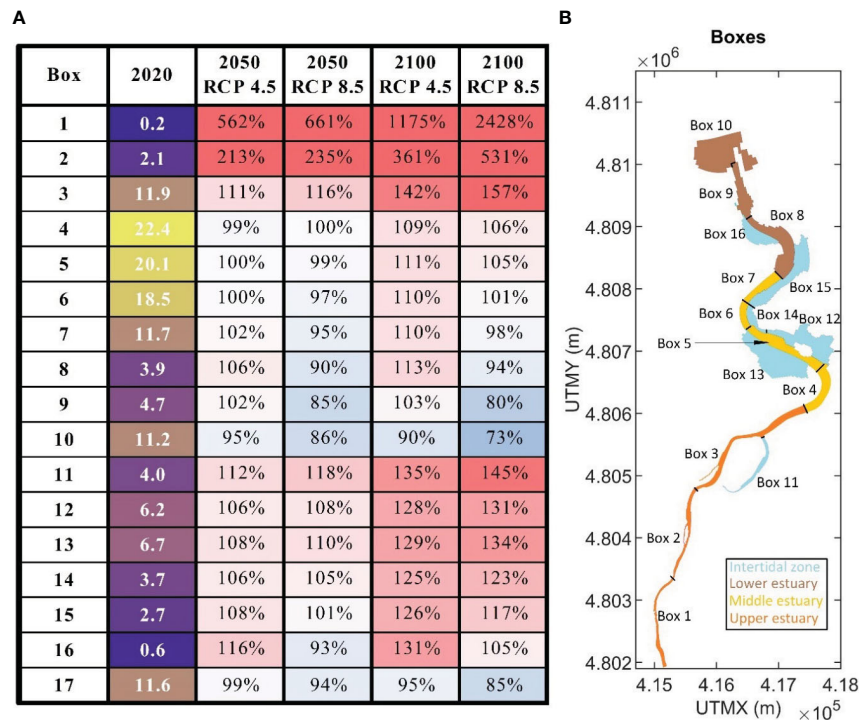 A
Box 2020 2050 RCP 4.5 2050 RCP 8.5 2100 RCP 4.5 2100 RCP 8.5
1 0.2 562% 661% 1175% 2428%
2 2.1 213% 235% 361% 531%
3 11.9 111% 116% 142% 157%
4 22.4 99% 100% 109% 106%
5 20.1 100% 99% 111% 105%
6 18.5 100% 97% 110% 101%
7 11.7 102% 95% 110% 98%
8 3.9 106% 90% 113% 94%
9 4.7 102% 85% 103% 80%
10 11.2 95% 86% 90% 73%
11 4.0 112% 118% 135% 145%
12 6.2 106% 108% 128% 131%
13 6.7 108% 110% 129% 134%
14 3.7 106% 105% 125% 123%
15 2.7 108% 101% 126% 117%
16 0.6 116% 93% 131% 105%
17 11.6 99% 94% 95% 85%
B
Boxes
×10⁶
4.811
4.81
4.809
4.808
4.807
4.806
4.805
4.804
4.803
4.802
UTMY (m)
Box 10
Box 9
Box 8
Box 16
Box 7
Box 15
Box 6
Box 14
Box 12
Box 5
Box 13
Box 4
Box 3
Box 11
Box 2
Box 1
Intertidal zone
Lower estuary
Middle estuary
Upper estuary
4.15 4.16 4.17 4.18
UTMX (m) ×10⁵